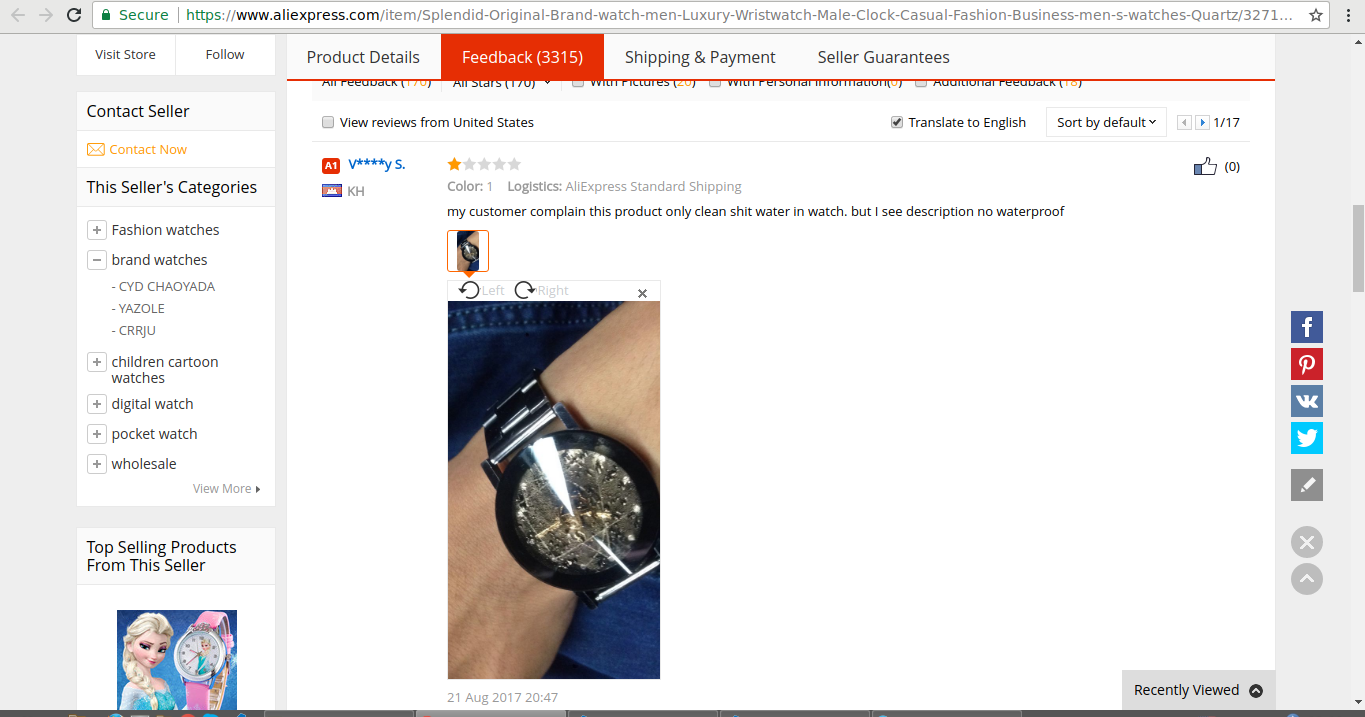 Secure https://www.aliexpress.com/item/Splendid-Original-Brand-watch-men-Luxury-Wristwatch-Male-Clock-Casual-Fashion-Business-men-s-watches-Quartz/3271...
Visit Store Follow
Product Details Feedback (3315) Shipping & Payment Seller Guarantees
All Feedback (170) All Stars (170) With Pictures (20) With Personal Information(0) Additional Feedback (18)
View reviews from United States Translate to English Sort by default 1/17
Contact Seller
Contact Now
This Seller's Categories
Fashion watches
brand watches
- CYD CHAOYADA
- YAZOLE
- CRRJU
children cartoon
watches
digital watch
pocket watch
wholesale
View More
Top Selling Products
From This Seller
A1 V****y S.
KH
(0)
Color: 1 Logistics: AliExpress Standard Shipping
my customer complain this product only clean shit water in watch. but I see description no waterproof
Left Right
21 Aug 2017 20:47
Recently Viewed